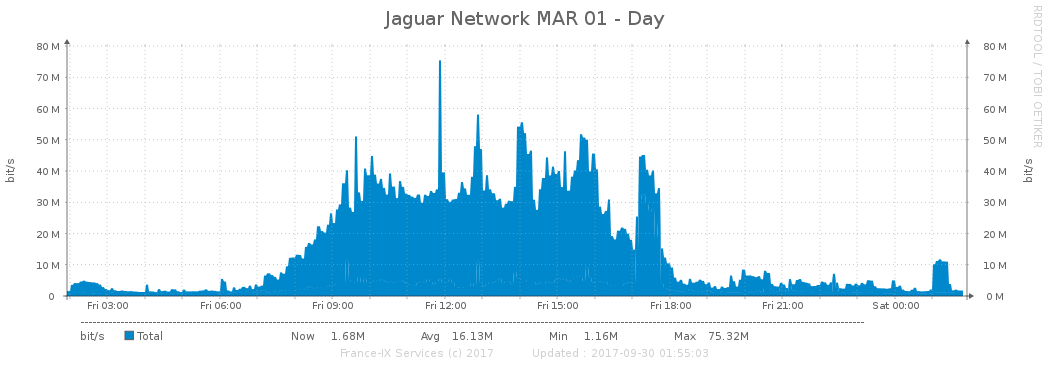 Jaguar Network MAR 01 - Day
RRDTOOL / TOBI OETIKER
80 M 80 M
70 M 70 M
60 M 60 M
50 M 50 M
40 M 40 M
30 M 30 M
20 M 20 M
10 M 10 M
0 0 M
bit/s
bit/s
Fri 03:00 Fri 06:00 Fri 09:00 Fri 12:00 Fri 15:00 Fri 18:00 Fri 21:00 Sat 00:00
bit/s Total Now 1.68M Avg 16.13M Min 1.16M Max 75.32M
France-IX Services (c) 2017 Updated : 2017-09-30 01:55:03